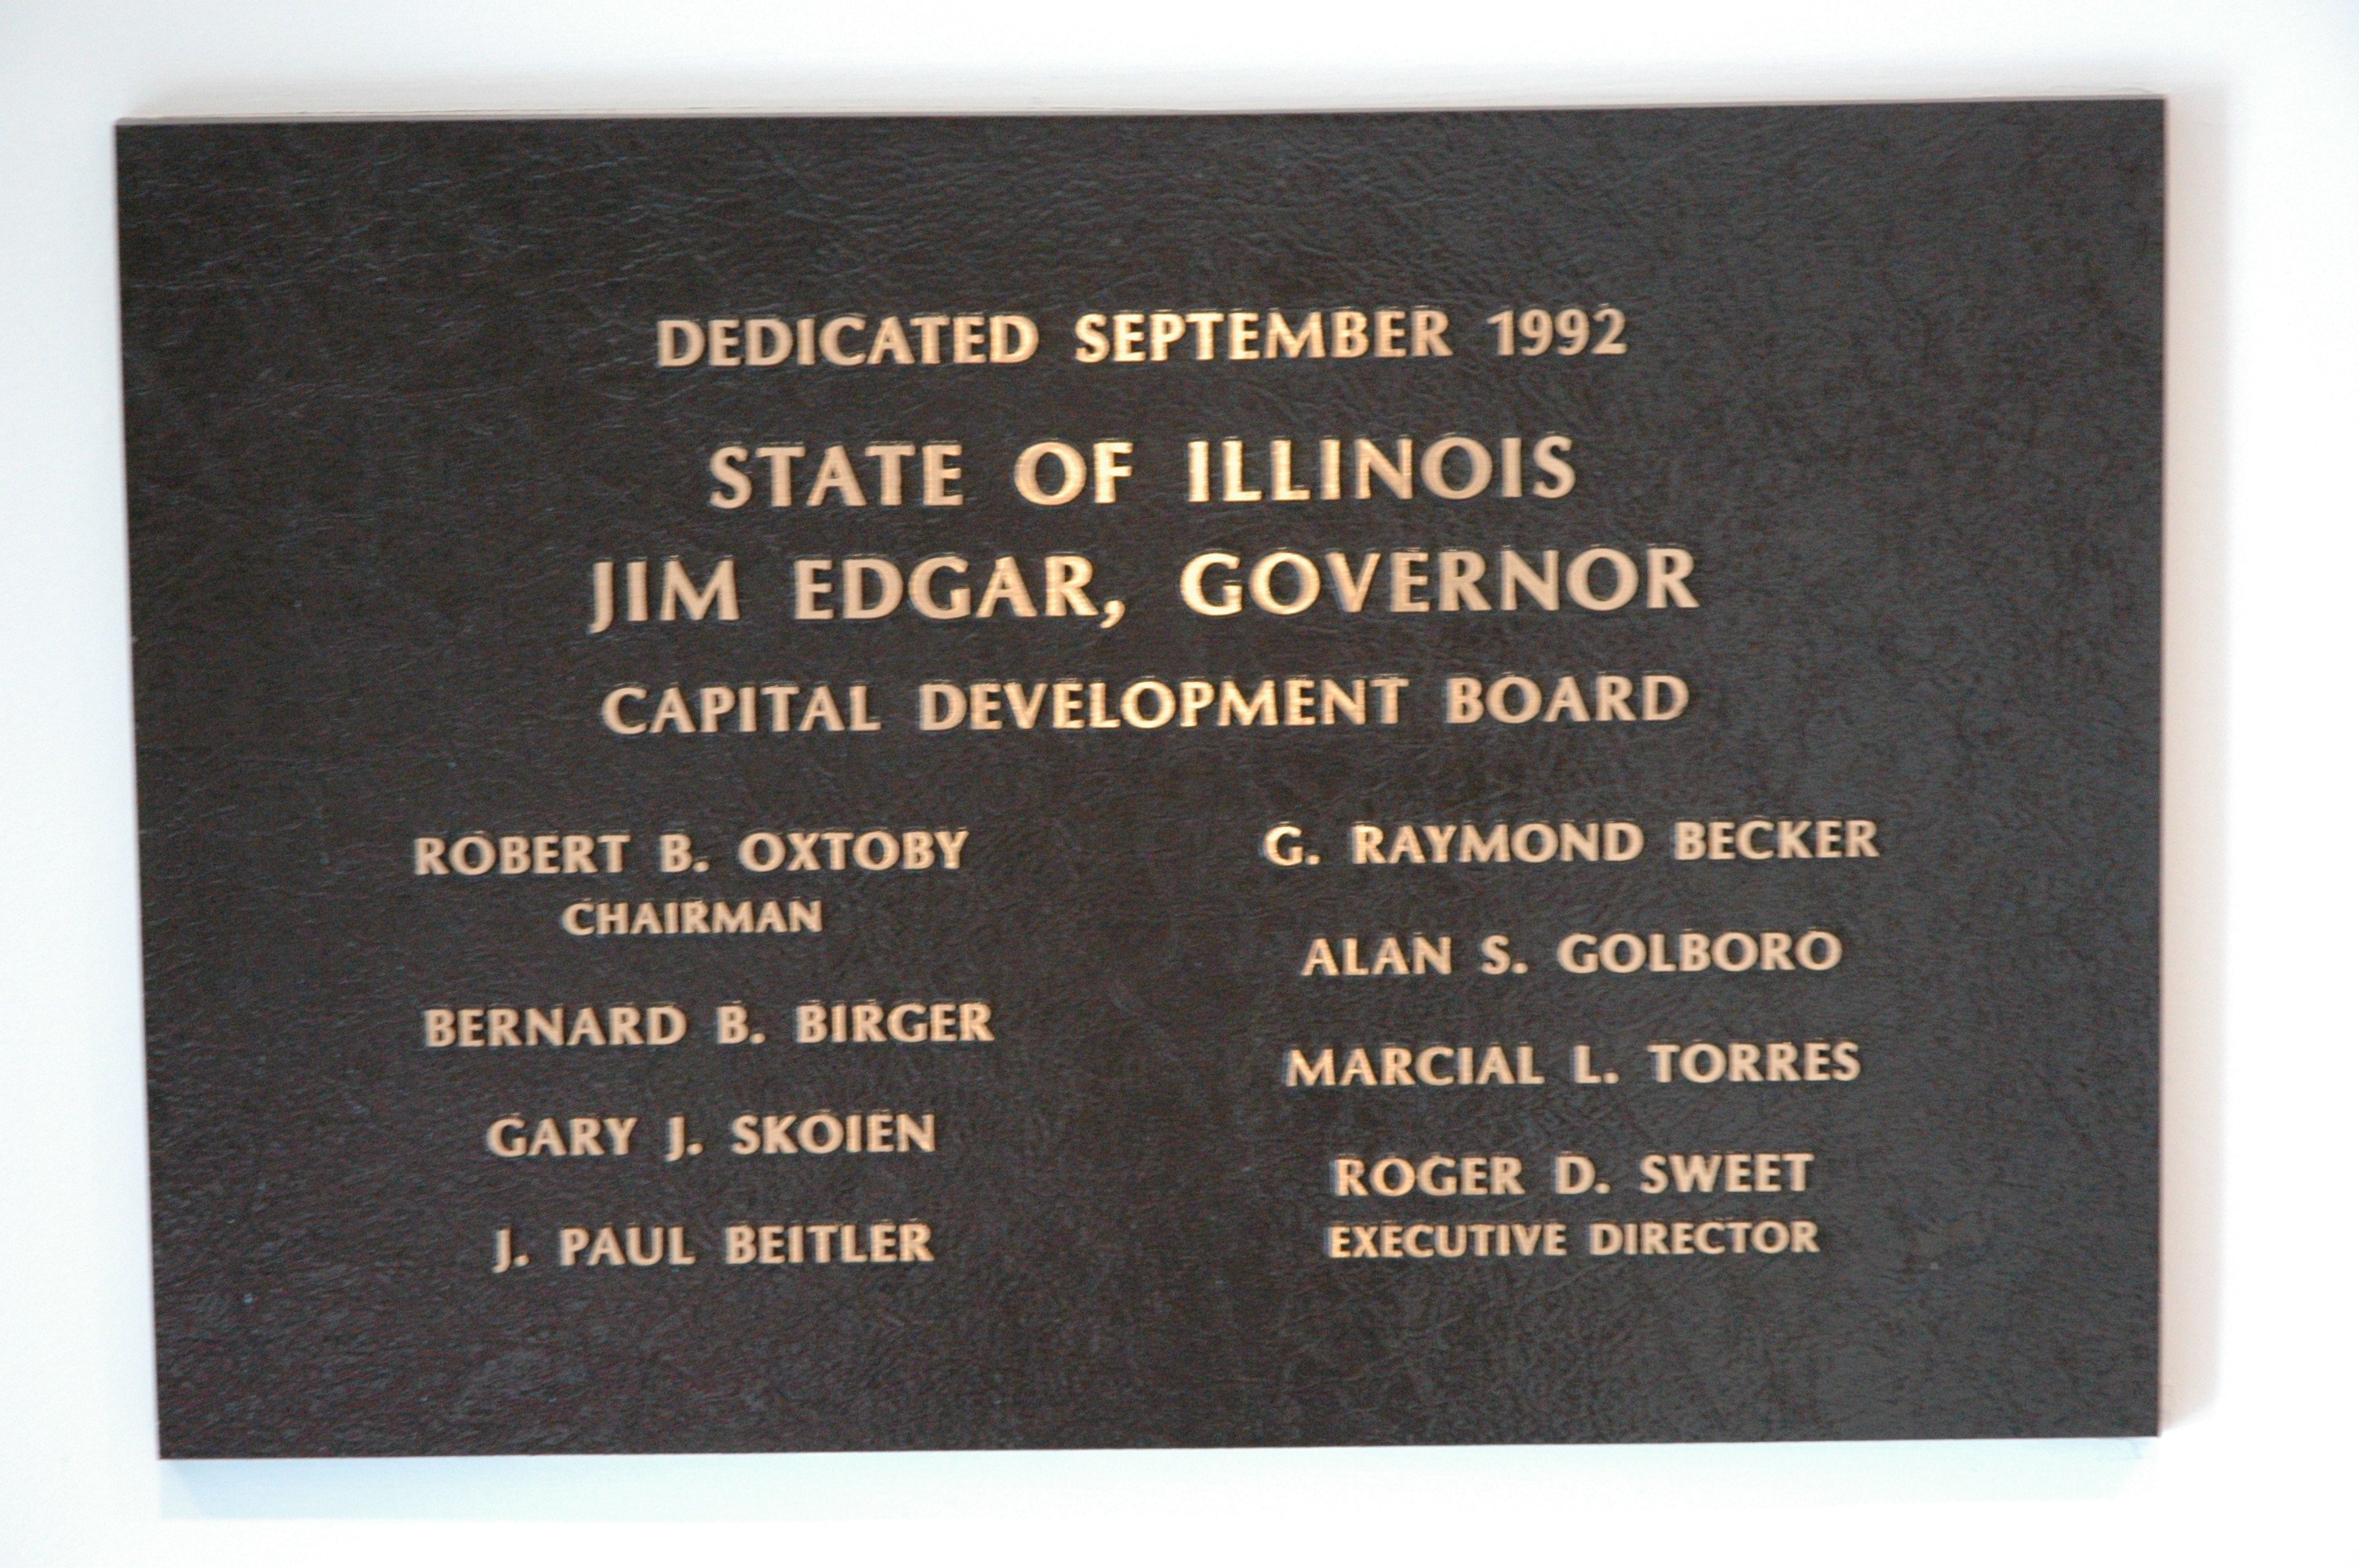 DEDICATED SEPTEMBER 1992
STATE OF ILLINOIS
JIM EDGAR, GOVERNOR
CAPITAL DEVELOPMENT BOARD
ROBERT B. OXTOBY
CHAIRMAN
BERNARD B. BIRGER
GARY J. SKOIEN
J. PAUL BEITLER
G. RAYMOND BECKER
ALAN S. GOLBORO
MARCIAL L. TORRES
ROGER D. SWEET
EXECUTIVE DIRECTOR